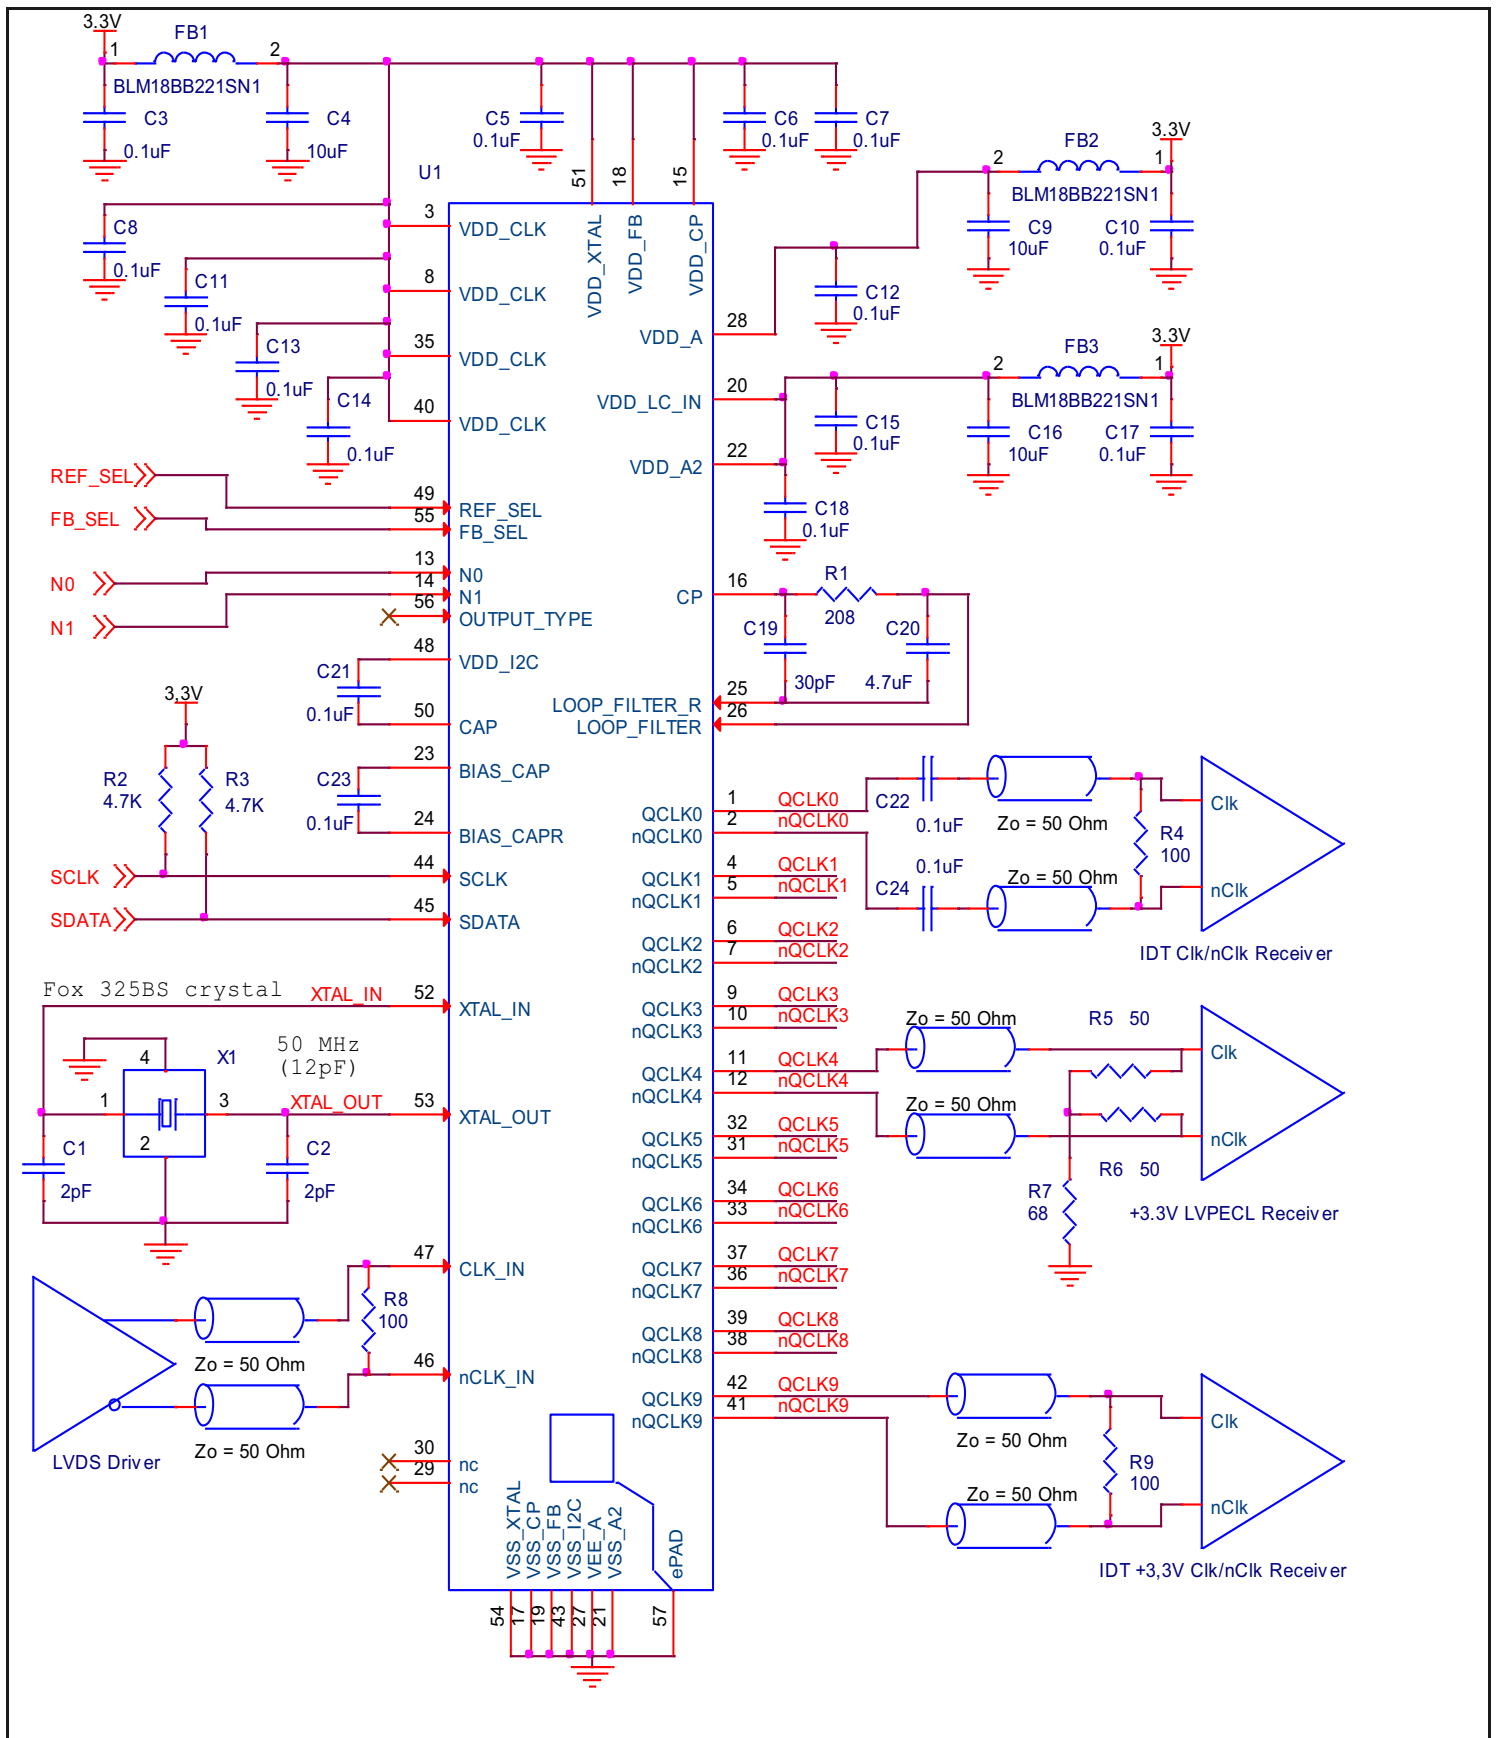 3.3V
FB1
1
2
BLM18BB221SN1
C3
0.1uF
C4
10uF
C5
0.1uF
C6
0.1uF
C7
0.1uF
U1
51
18
15
VDD_XTAL
VDD_FB
VDD_CP
3.3V
FB2
2
1
BLM18BB221SN1
C9
10uF
C10
0.1uF
C8
0.1uF
C11
0.1uF
C13
0.1uF
C14
0.1uF
3
VDD_CLK
8
VDD_CLK
35
VDD_CLK
40
VDD_CLK
C12
0.1uF
28
VDD_A
3.3V
FB3
2
1
BLM18BB221SN1
20
VDD_LC_IN
C15
0.1uF
C16
10uF
C17
0.1uF
22
VDD_A2
C18
0.1uF
REF_SEL
49
REF_SEL
FB_SEL
55
FB_SEL
N0
13
N0
N1
14
N1
56
OUTPUT_TYPE
16
CP
R1
208
C19
30pF
C20
4.7uF
25
LOOP_FILTER_R
26
LOOP_FILTER
48
VDD_I2C
C21
0.1uF
50
CAP
23
BIAS_CAP
C23
0.1uF
24
BIAS_CAPR
3.3V
R2
4.7K
R3
4.7K
SCLK
44
SCLK
SDATA
45
SDATA
QCLK0
1
QCLK0
nQCLK0
2
nQCLK0
C22
0.1uF
Zo = 50 Ohm
0.1uF
C24
Zo = 50 Ohm
R4
100
Clk
nClk
IDT Clk/nClk Receiver
QCLK1
4
QCLK1
nQCLK1
5
nQCLK1
QCLK2
6
QCLK2
nQCLK2
7
nQCLK2
QCLK3
9
QCLK3
nQCLK3
10
nQCLK3
QCLK4
11
QCLK4
nQCLK4
12
nQCLK4
Zo = 50 Ohm
Zo = 50 Ohm
R5 50
R6 50
R7
68
Clk
nClk
+3.3V LVPECL Receiver
Fox 325BS crystal
XTAL_IN
52
XTAL_IN
4
X1
50 MHz
(12pF)
1
3
2
XTAL_OUT
53
XTAL_OUT
C1
2pF
C2
2pF
QCLK5
32
QCLK5
nQCLK5
31
nQCLK5
QCLK6
34
QCLK6
nQCLK6
33
nQCLK6
QCLK7
37
QCLK7
nQCLK7
36
nQCLK7
QCLK8
39
QCLK8
nQCLK8
38
nQCLK8
QCLK9
42
QCLK9
nQCLK9
41
nQCLK9
47
CLK_IN
R8
100
46
nCLK_IN
Zo = 50 Ohm
Zo = 50 Ohm
LVDS Driver
30
nc
29
nc
Zo = 50 Ohm
Zo = 50 Ohm
R9
100
Clk
nClk
IDT +3,3V Clk/nClk Receiver
VSS_XTAL
VSS_CP
VSS_FB
VSS_I2C
VEE_A
VSS_A2
ePAD
54
17
19
43
27
21
57